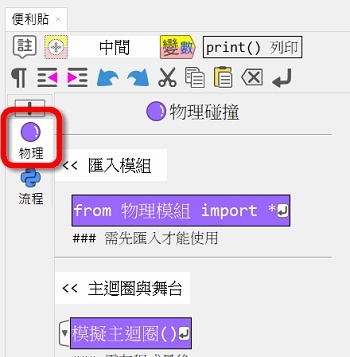 便利貼 ×
註 中間 變數 print() 列印
物理碰撞
物理
流程
<< 匯入模組
from 物理模組 import *
### 需先匯入才能使用
<< 主迴圈與舞台
模擬主迴圈()